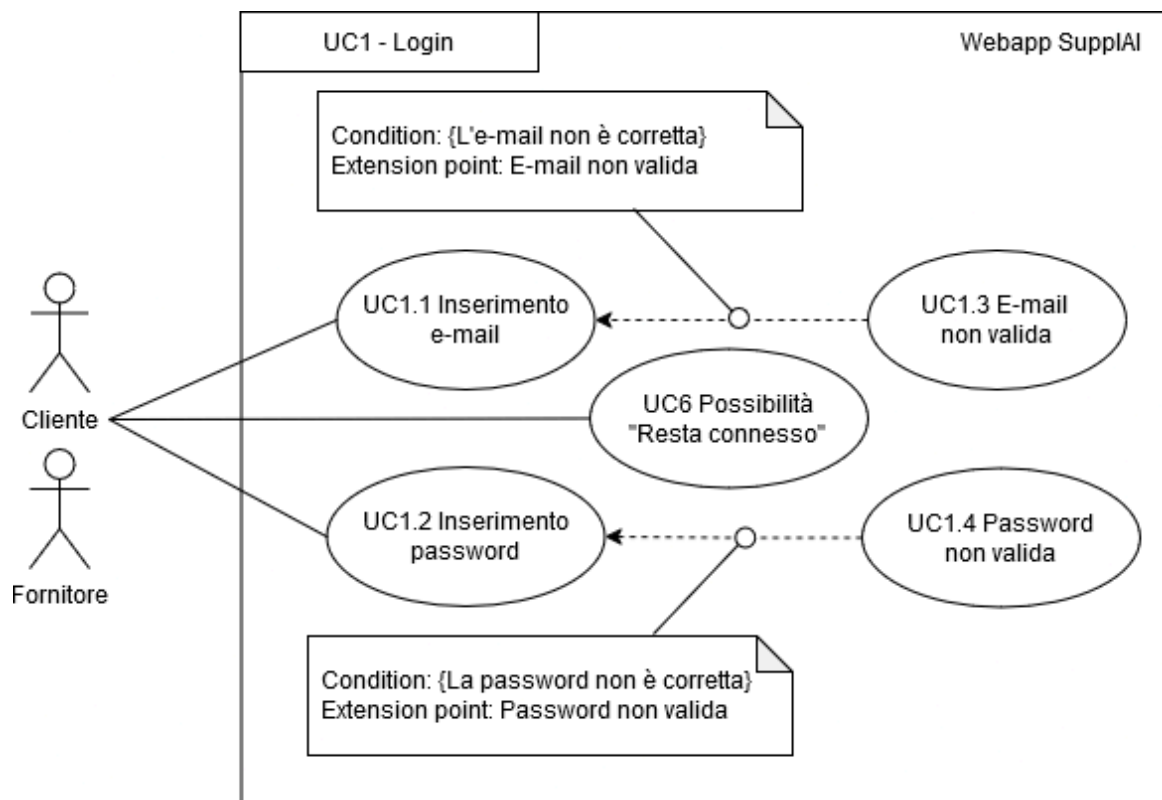 UC1 - Login
Webapp SupplAI
Condition: {L'e-mail non è corretta}
Extension point: E-mail non valida
UC1.1 Inserimento
e-mail
UC1.3 E-mail
non valida
Cliente
UC6 Possibilità
"Resta connesso"
UC1.2 Inserimento
password
UC1.4 Password
non valida
Fornitore
Condition: {La password non è corretta}
Extension point: Password non valida